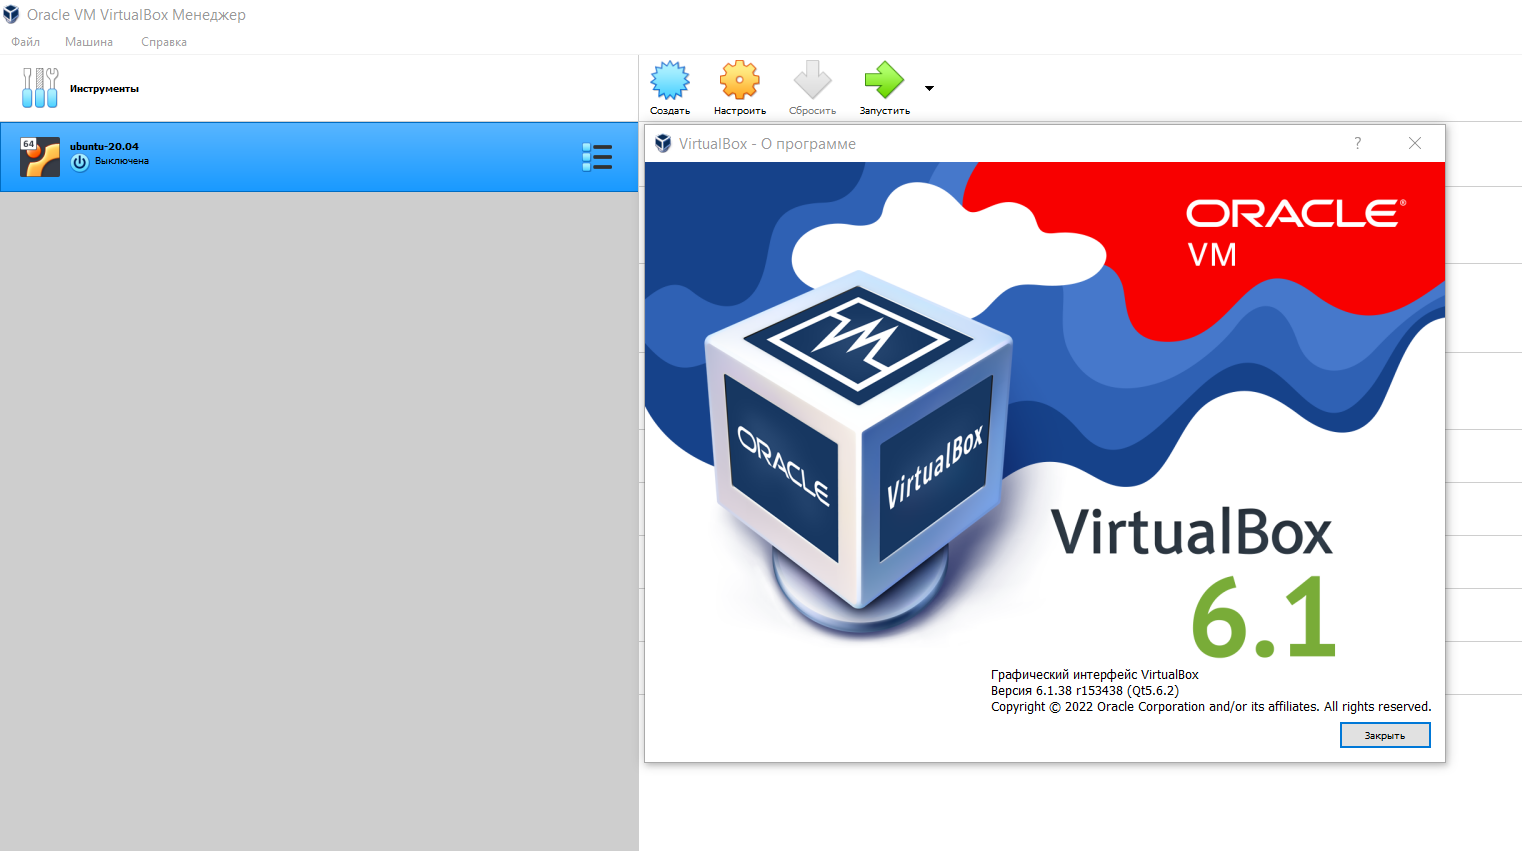 Oracle VM VirtualBox Менеджер
Файл Машина Справка
Инструменты
Создать Настроить Сбросить Запустить
64
ubuntu-20.04
Выключена
VirtualBox - О программе
?
ORACLE®
VM
ORACLE
VirtualBox
VirtualBox
6.1
Графический интерфейс VirtualBox
Версия 6.1.38 r153438 (Qt5.6.2)
Copyright © 2022 Oracle Corporation and/or its affiliates. All rights reserved.
Закрыть